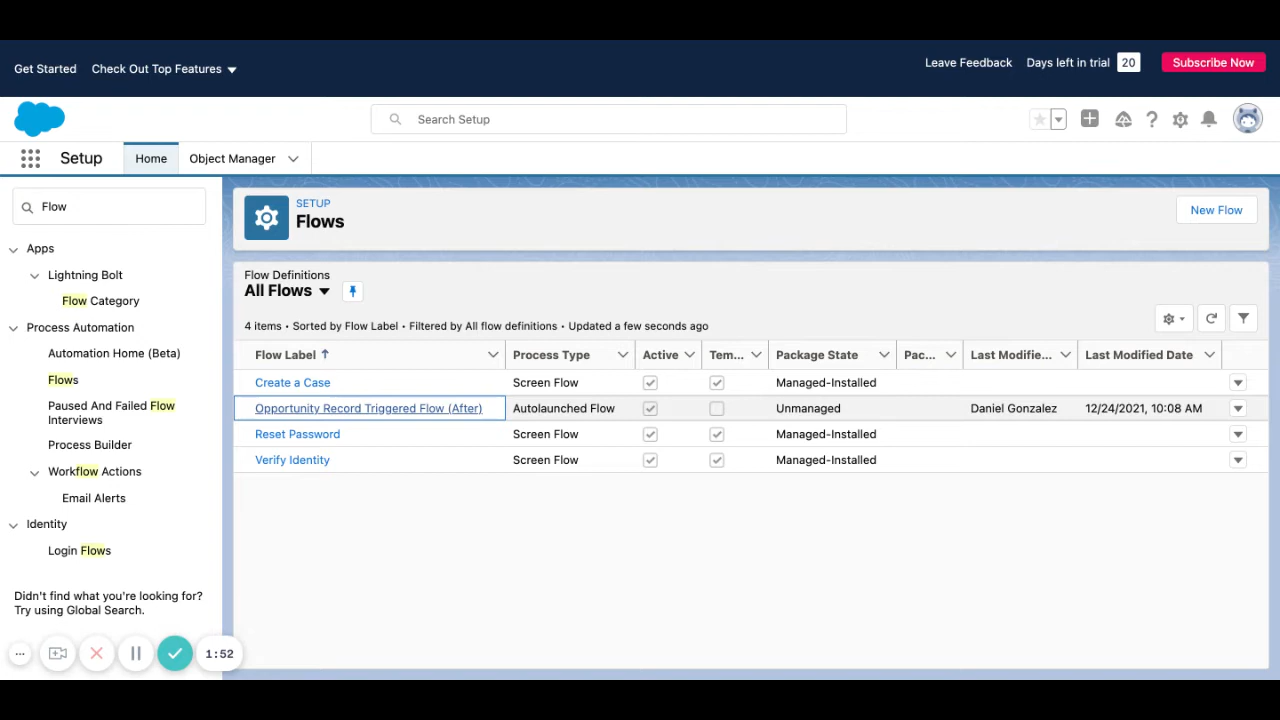 Get Started Check Out Top Features Leave Feedback Days left in trial 20 Subscribe Now
Search Setup
Setup Home Object Manager
Flow
Apps
Lightning Bolt
Flow Category
Process Automation
Automation Home (Beta)
Flows
Paused And Failed Flow
Interviews
Process Builder
Workflow Actions
Email Alerts
Identity
Login Flows
Didn't find what you're looking for?
Try using Global Search.
1:52
SETUP
Flows
New Flow
Flow Definitions
All Flows
4 items • Sorted by Flow Label • Filtered by All flow definitions • Updated a few seconds ago
Flow Label ↑ Process Type Active Tem... Package State Pac... Last Modifie... Last Modified Date
Create a Case Screen Flow Managed-Installed
Opportunity Record Triggered Flow (After) Autolaunched Flow Unmanaged Daniel Gonzalez 12/24/2021, 10:08 AM
Reset Password Screen Flow Managed-Installed
Verify Identity Screen Flow Managed-Installed